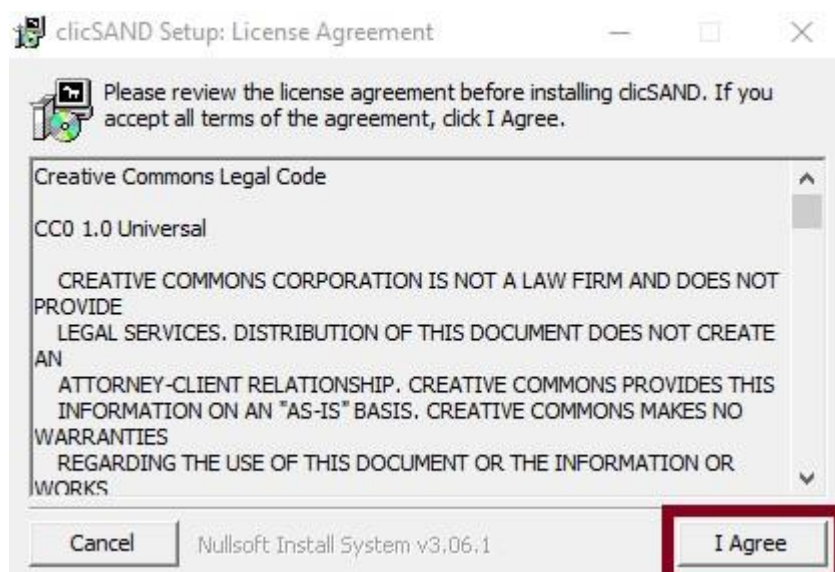 clicSAND Setup: License Agreement
Please review the license agreement before installing clicSAND. If you
accept all terms of the agreement, click I Agree.
Creative Commons Legal Code
CC0 1.0 Universal
CREATIVE COMMONS CORPORATION IS NOT A LAW FIRM AND DOES NOT
PROVIDE
LEGAL SERVICES. DISTRIBUTION OF THIS DOCUMENT DOES NOT CREATE
AN
ATTORNEY-CLIENT RELATIONSHIP. CREATIVE COMMONS PROVIDES THIS
INFORMATION ON AN "AS-IS" BASIS. CREATIVE COMMONS MAKES NO
WARRANTIES
REGARDING THE USE OF THIS DOCUMENT OR THE INFORMATION OR
WORKS
Cancel Nullsoft Install System v3.06.1 I Agree